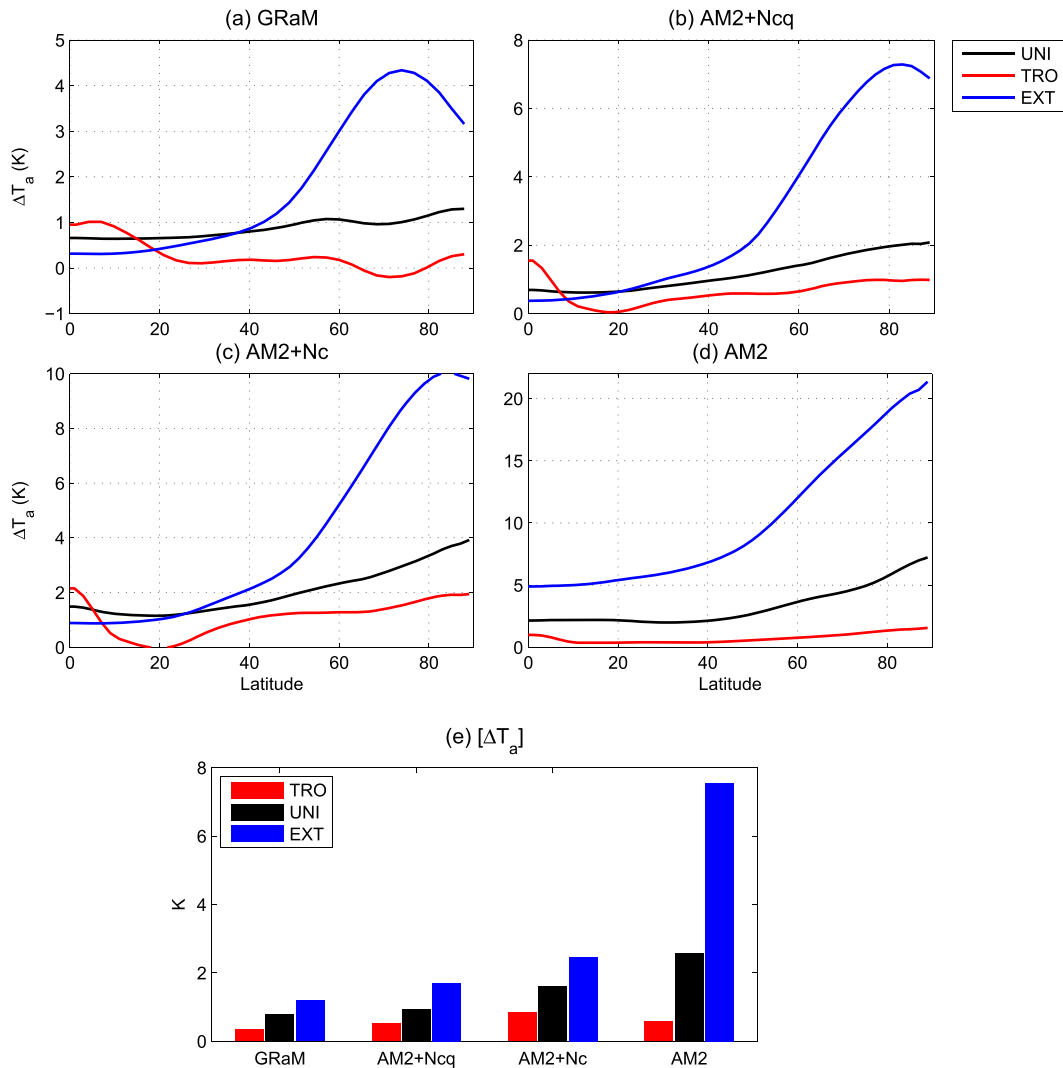 (a) GRaM
(b) AM2+Ncq
5
4
3
2
1
0
−1
ΔT_a (K)
0 20 40 60 80
8
6
4
2
0
0 20 40 60 80
UNI
TRO
EXT
(c) AM2+Nc
(d) AM2
10
8
6
4
2
0
ΔT_a (K)
0 20 40 60 80
Latitude
20
15
10
5
0
0 20 40 60 80
Latitude
(e) [ΔT_a]
8
6
4
2
0
K
TRO
UNI
EXT
GRaM AM2+Ncq AM2+Nc AM2